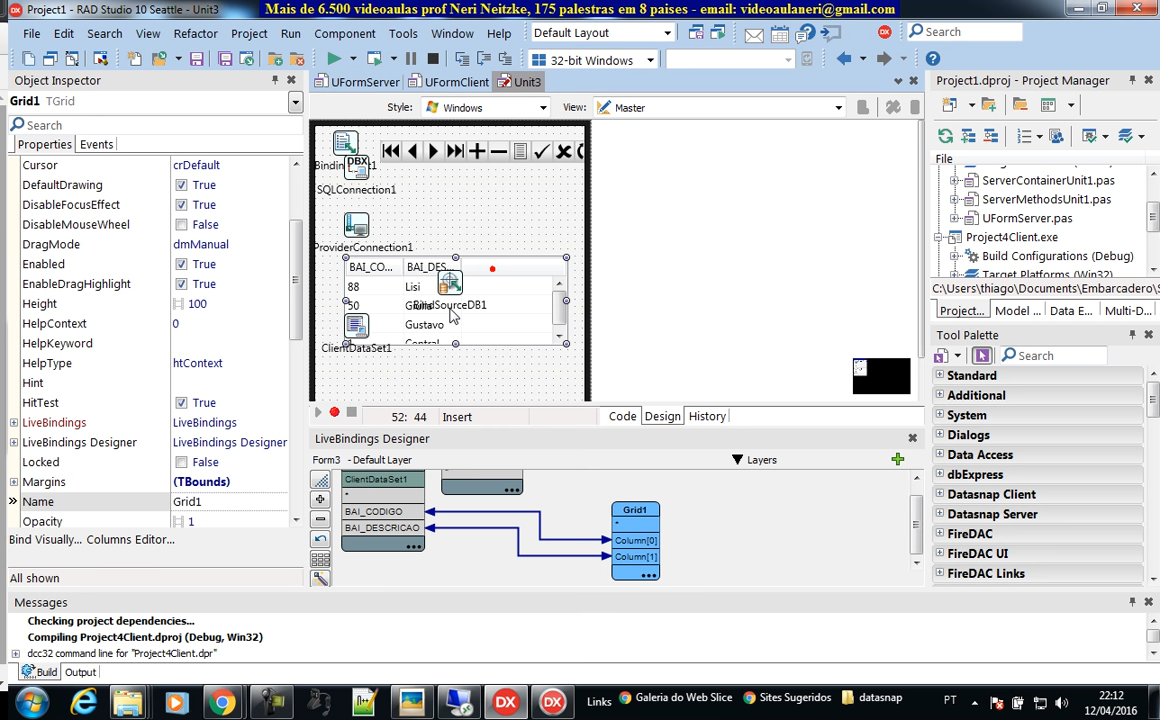 Project1 - RAD Studio 10 Seattle - Unit3
Mais de 6.500 videoaulas prof Neri Neitzke, 175 palestras em 8 paises - email: videoaulaneri@gmail.com
File Edit Search View Refactor Project Run Component Tools Window Help
Default Layout
Search
32-bit Windows
Object Inspector
Grid1 TGrid
Search
Properties Events
Cursor crDefault
DefaultDrawing True
DisableFocusEffect True
DisableMouseWheel False
DragMode dmManual
Enabled True
EnableDragHighlight True
Height 100
HelpContext 0
HelpKeyword
HelpType htContext
Hint
HitTest True
LiveBindings LiveBindings
LiveBindings Designer LiveBindings Designer
Locked False
Margins (TBounds)
Name Grid1
Opacity 1
Bind Visually... Columns Editor...
All shown
UFormServer UFormClient Unit3
Style: Windows View: Master
DBX
SQLConnection1
ProviderConnection1
BAI_CO... BAI_DES...
88 Lisi
50
BindSourceDB1
Gustavo
ClientDataSet1
52: 44 Insert Code Design History
LiveBindings Designer
Form3 - Default Layer Layers
ClientDataSet1
*
BAI_CODIGO
BAI_DESCRICAO
Grid1
*
Column[0]
Column[1]
Project1.dproj - Project Manager
File
ServerContainerUnit1.pas
ServerMethodsUnit1.pas
UFormServer.pas
Project4Client.exe
Build Configurations (Debug)
Target Platforms (Win32)
C:\Users\thiago\Documents\Embarcadero\S
Project... Model ... Data E... Multi-D...
Tool Palette
Search
Standard
Additional
System
Dialogs
Data Access
dbExpress
Datasnap Client
Datasnap Server
FireDAC
FireDAC UI
FireDAC Links
Messages
Checking project dependencies...
Compiling Project4Client.dproj (Debug, Win32)
dcc32 command line for "Project4Client.dpr"
Build Output
DX DX Links Galeria do Web Slice Sites Sugeridos datasnap PT 22:12
12/04/2016